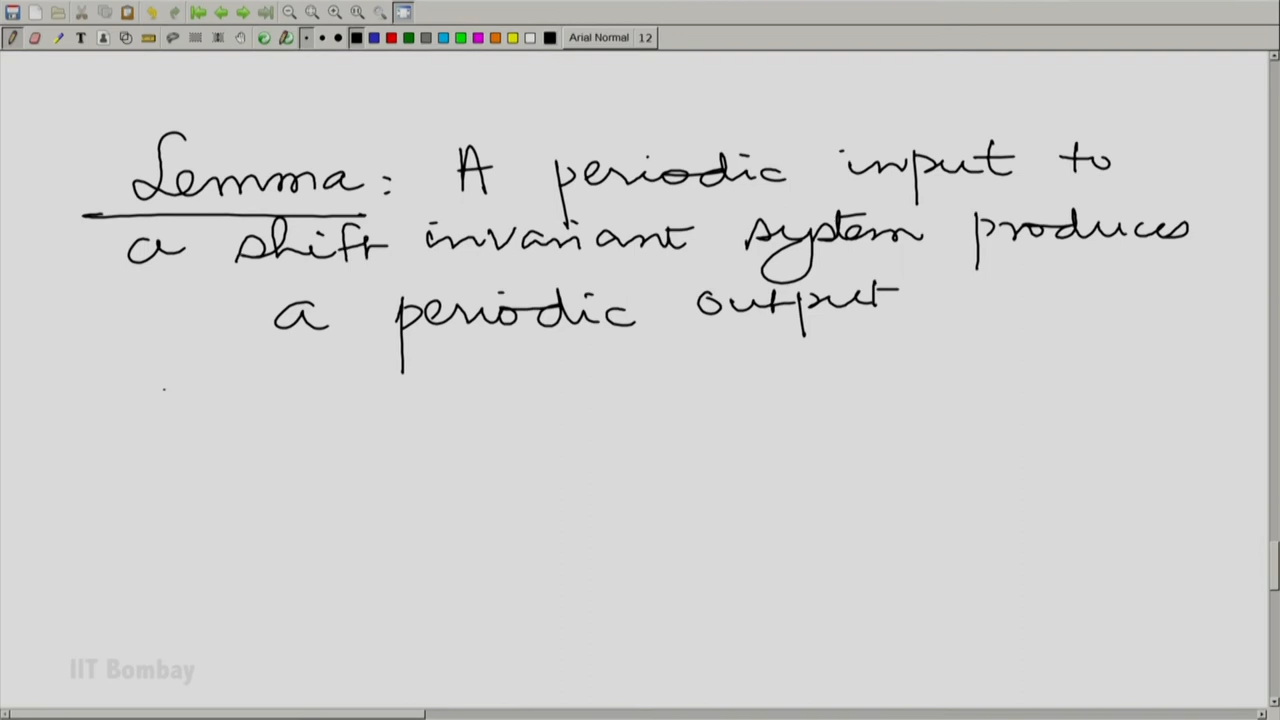 Arial Normal 12
Lemma: A periodic input to
a shift invariant system produces
a periodic output
IIT Bombay